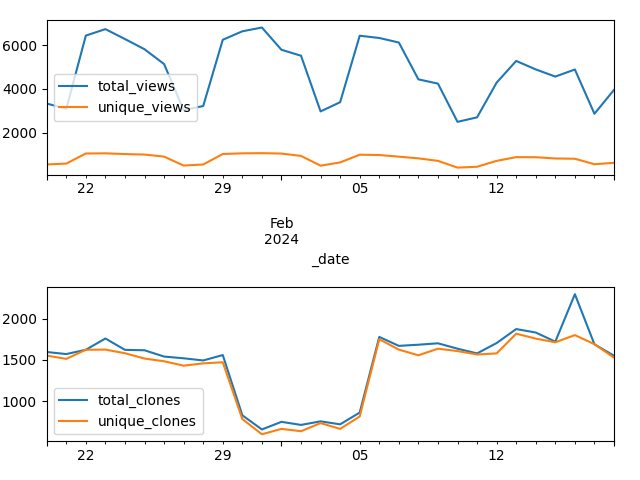 6000
4000
2000
total_views
unique_views
22
29
05
12
Feb
2024
_date
2000
1500
1000
total_clones
unique_clones
22
29
05
12